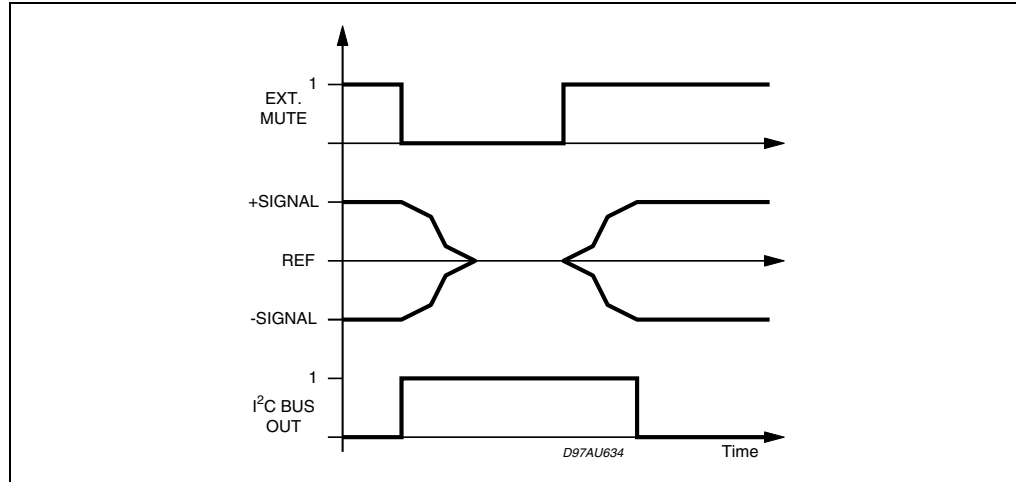 1
EXT.
MUTE
+SIGNAL
REF
-SIGNAL
1
I²C BUS
OUT
D97AU634
Time